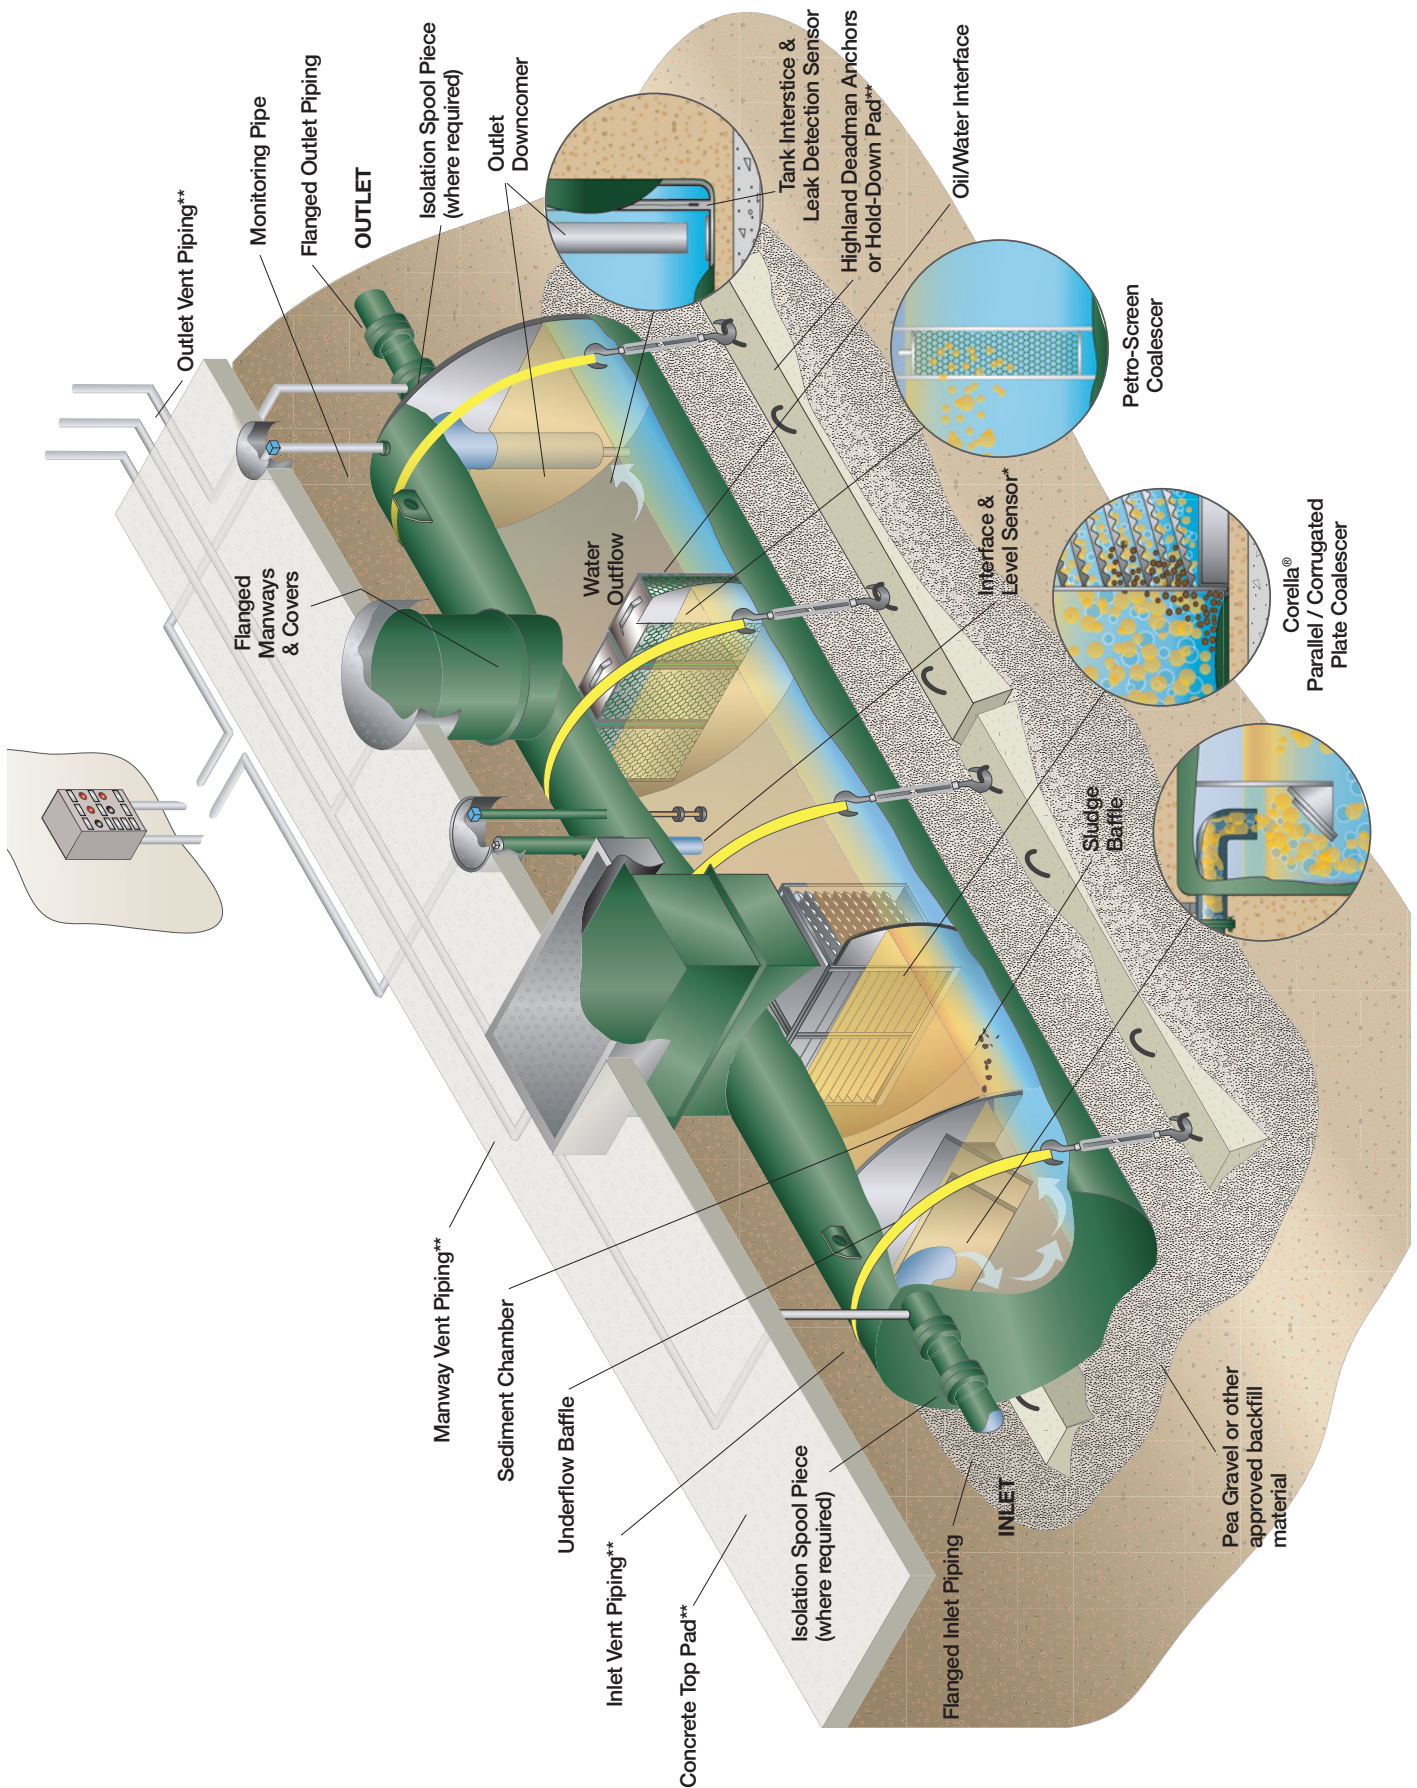 Outlet Vent Piping**
Monitoring Pipe
Flanged Outlet Piping
OUTLET
Isolation Spool Piece
(where required)
Outlet
Downcomer
Tank Interstice &
Leak Detection Sensor
Highland Deadman Anchors
or Hold-Down Pad**
Oil/Water Interface
Flanged
Manways
& Covers
Water
Outflow
Petro-Screen
Coalescer
Interface &
Level Sensor*
Corella®
Parallel / Corrugated
Plate Coalescer
Sludge
Baffle
Manway Vent Piping**
Sediment Chamber
Underflow Baffle
Inlet Vent Piping**
Concrete Top Pad**
Isolation Spool Piece
(where required)
Flanged Inlet Piping
INLET
Pea Gravel or other
approved backfill
material